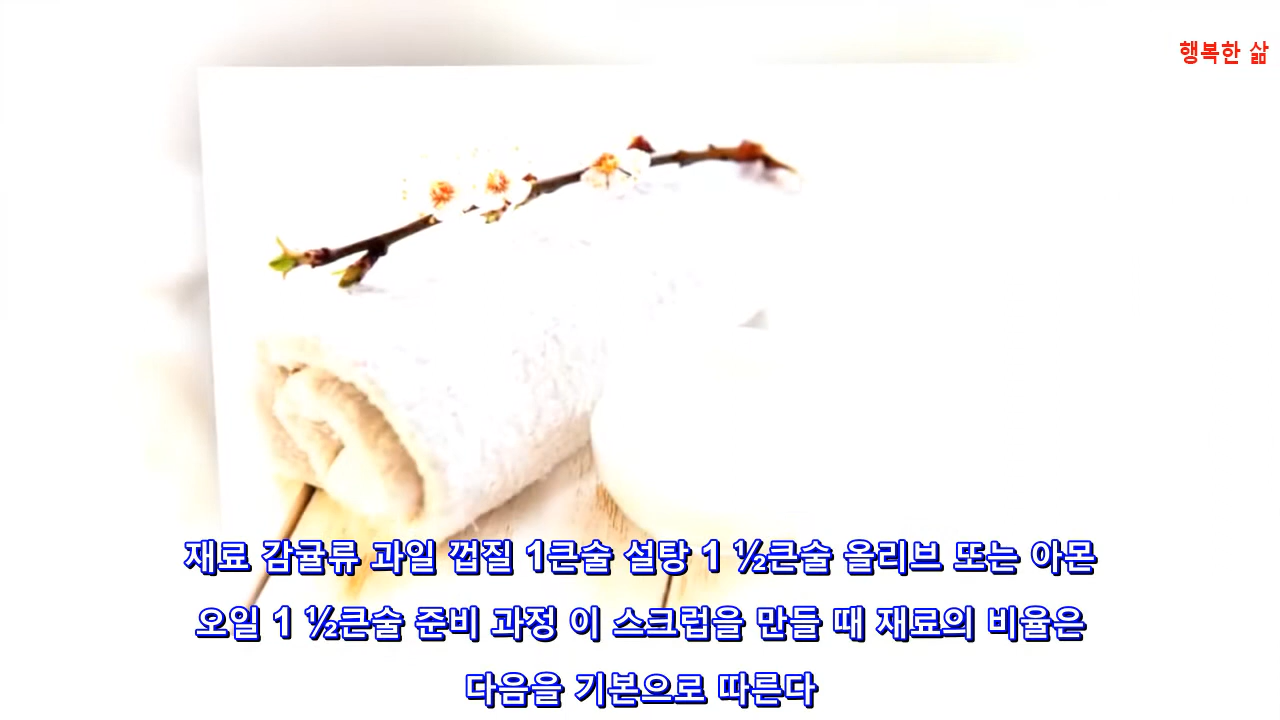 행복한 삶
재료 감귤류 과일 껍질 1큰술 설탕 1 ½큰술 올리브 또는 아몬
오일 1 ½큰술 준비 과정 이 스크럽을 만들 때 재료의 비율은
다음을 기본으로 따른다